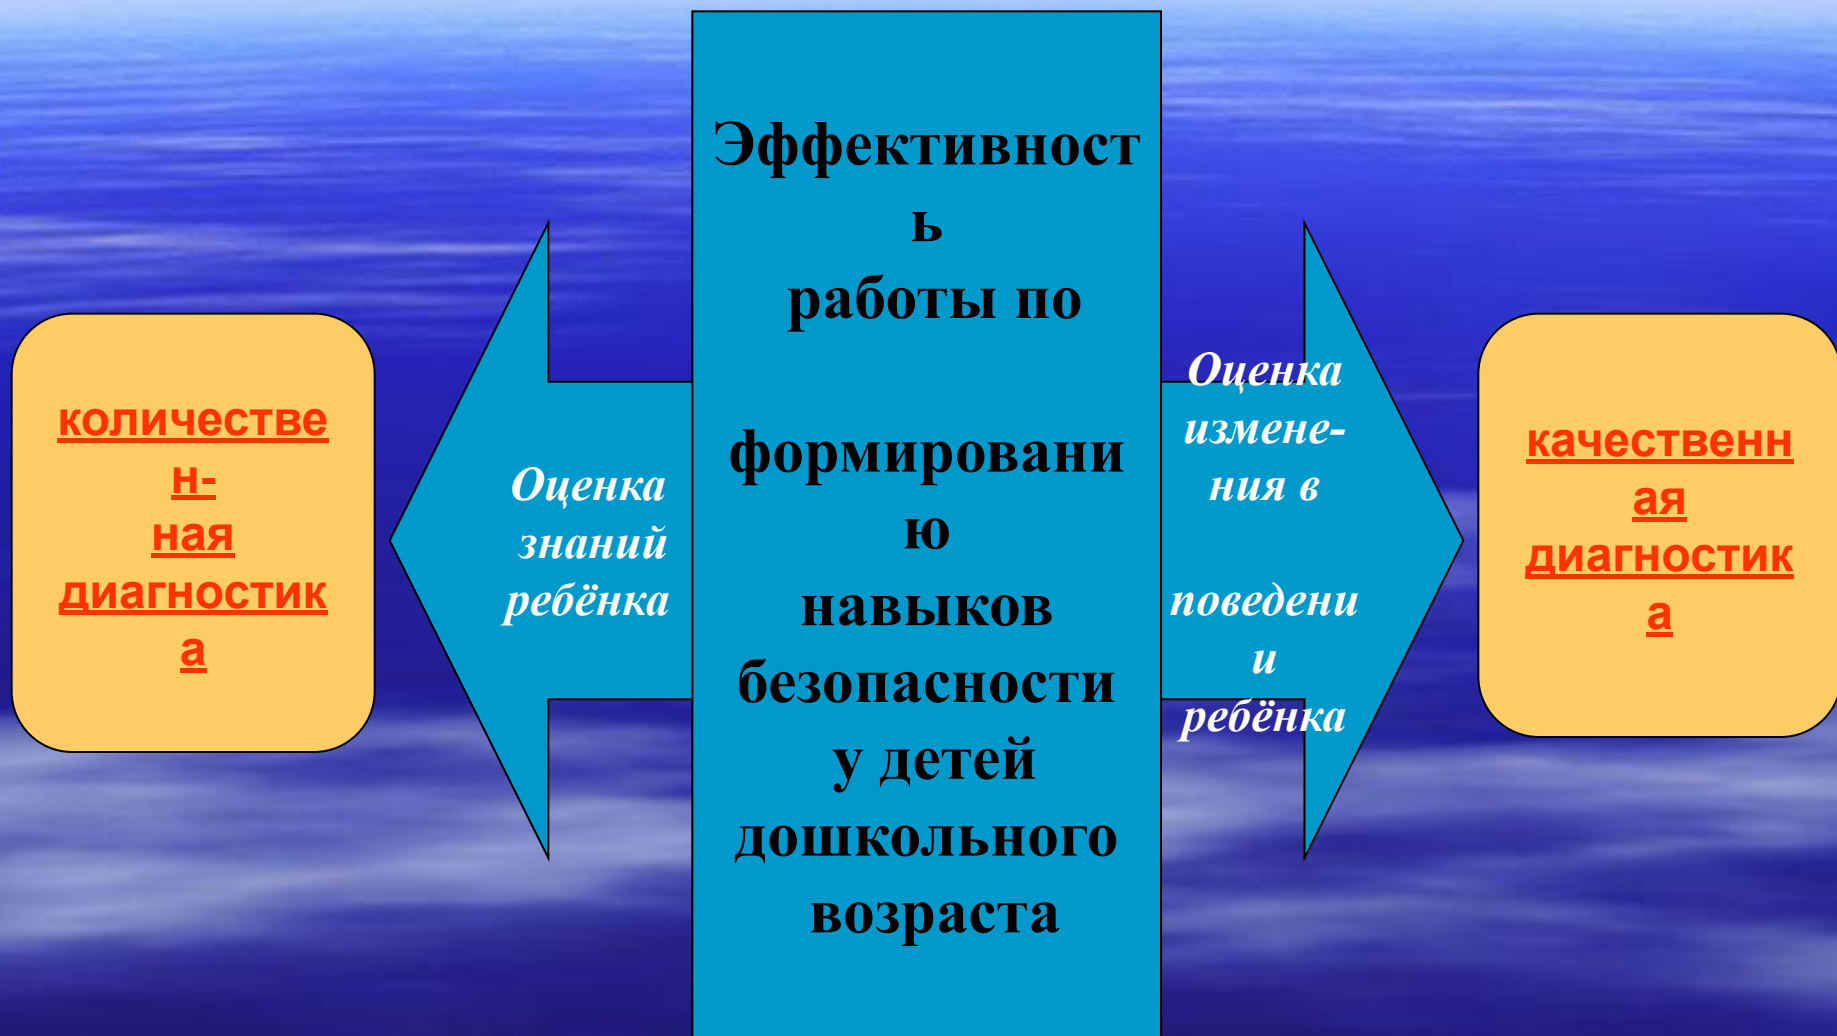 количестве
н-
ная
диагностик
а
Оценка
знаний
ребёнка
Эффективност
ь
работы по
формировани
ю
навыков
безопасности
у детей
дошкольного
возраста
Оценка
измене-
ния в
поведени
и
ребёнка
качественн
ая
диагностик
а